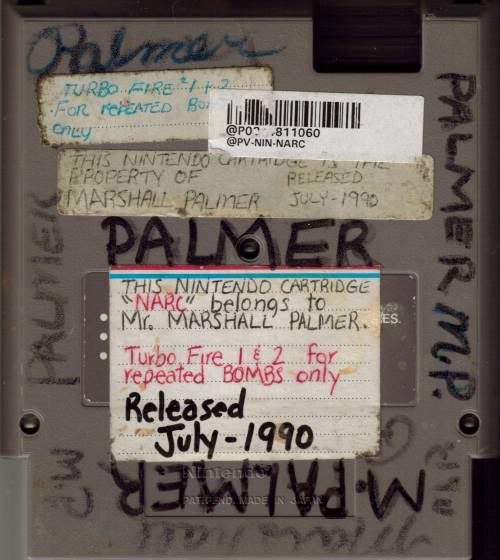 Palmer
TURBO FIRE #1 & 2
FOR REPEATED
ONLY
811060
@PV-NIN-NARC
THIS NINTENDO CARTRIDGE IS THE
PROPERTY OF RELEASED
MARSHALL PALMER JULY-1990
PALMER
THIS NINTENDO CARTRIDGE
"NARC" belongs to
Mr. MARSHALL PALMER.
Turbo Fire 1 & 2 for
repeated BOMBS only
Released
July-1990
PALMER
PALMER M.P.
M. PALMER
Nintendo
PAT. PEND. MADE IN JAPAN